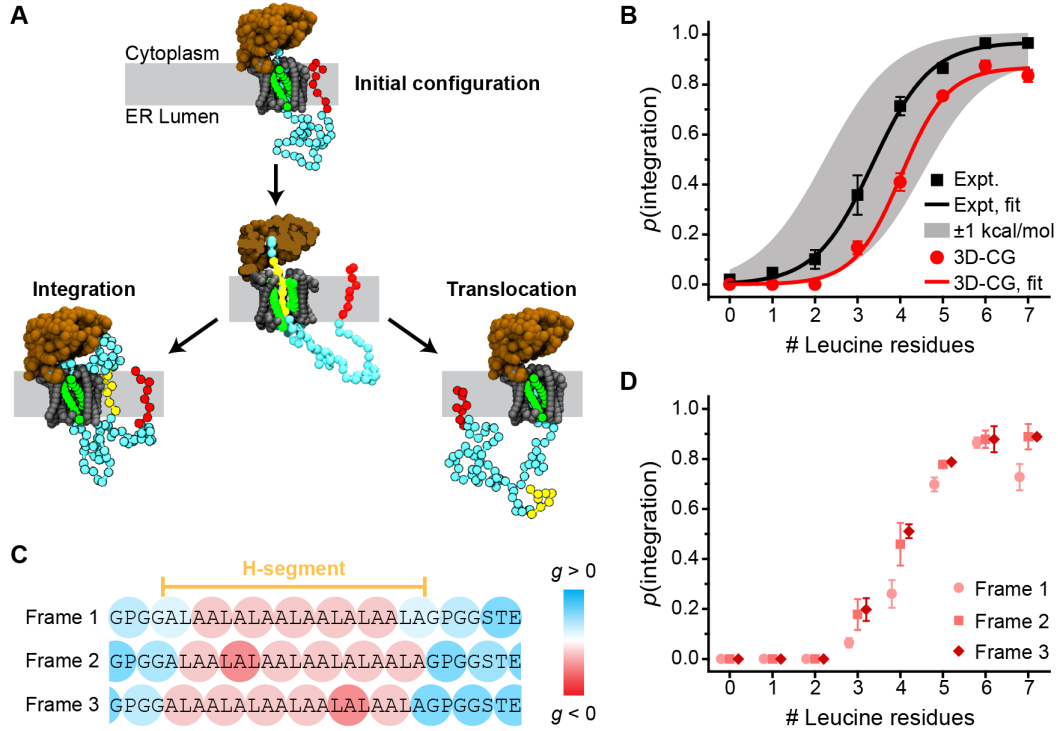 A
Cytoplasm
ER Lumen
Initial configuration
Integration
Translocation
B
p(integration)
1.0
0.8
0.6
0.4
0.2
0.0
Expt.
Expt, fit
±1 kcal/mol
3D-CG
3D-CG, fit
0 1 2 3 4 5 6 7
# Leucine residues
C
H-segment
Frame 1 GPGGALAALALAALAALALAALAGPGGSTE
Frame 2 GPGGALAALALAALAALALAALAGPGGSTE
Frame 3 GPGGALAALALAALAALALAALAGPGGSTE
g > 0
g < 0
D
p(integration)
1.0
0.8
0.6
0.4
0.2
0.0
Frame 1
Frame 2
Frame 3
0 1 2 3 4 5 6 7
# Leucine residues